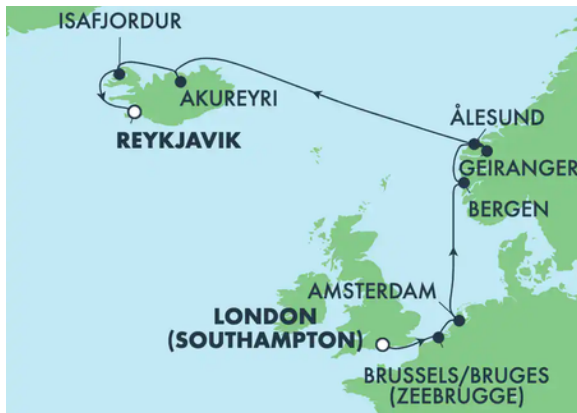 ISAFJORDUR
AKUREYRI
REYKJAVIK
ÅLESUND
GEIRANGER
BERGEN
AMSTERDAM
LONDON
(SOUTHAMPTON)
BRUSSELS/BRUGES
(ZEEBRUGGE)